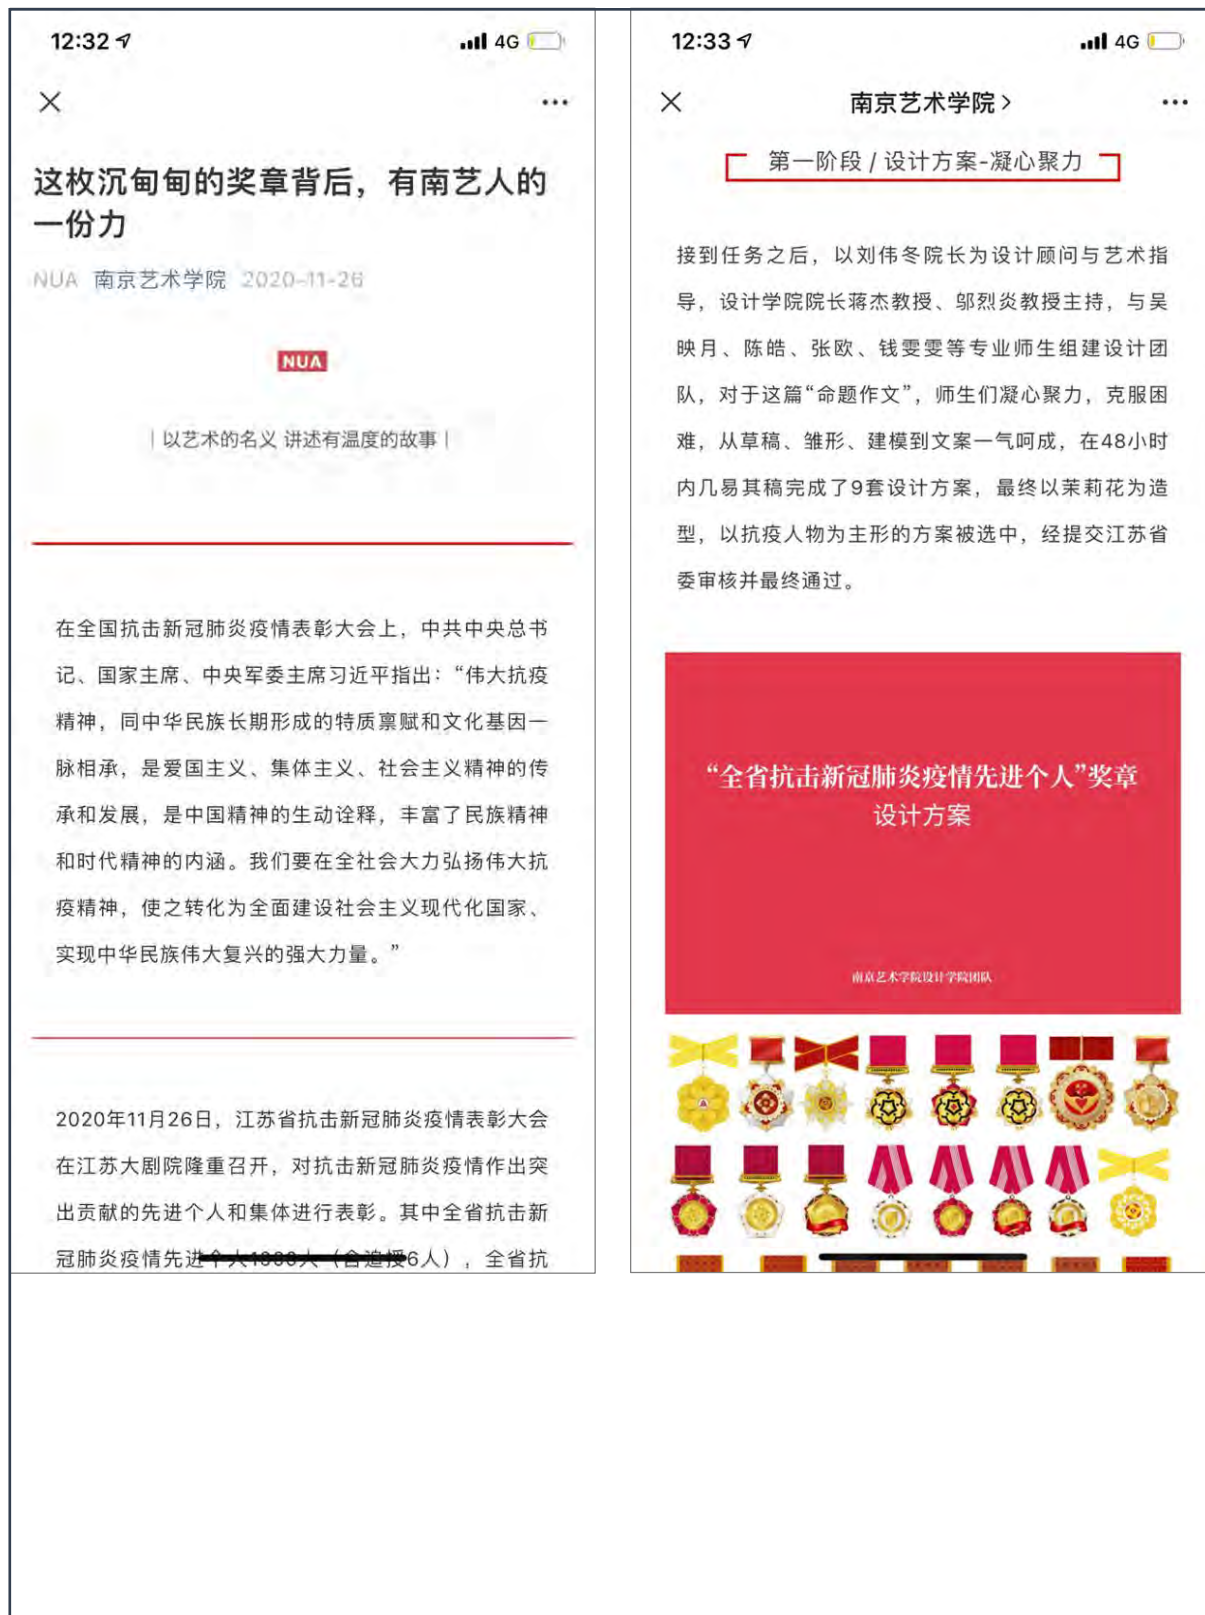 12:32
4G
这枚沉甸甸的奖章背后，有南艺人的
一份力
NUA 南京艺术学院 2020-11-26
NUA
| 以艺术的名义 讲述有温度的故事 |
在全国抗击新冠肺炎疫情表彰大会上，中共中央总书
记、国家主席、中央军委主席习近平指出：“伟大抗疫
精神，同中华民族长期形成的特质禀赋和文化基因一
脉相承，是爱国主义、集体主义、社会主义精神的传
承和发展，是中国精神的生动诠释，丰富了民族精神
和时代精神的内涵。我们要在全社会大力弘扬伟大抗
疫精神，使之转化为全面建设社会主义现代化国家、
实现中华民族伟大复兴的强大力量。”
2020年11月26日，江苏省抗击新冠肺炎疫情表彰大会
在江苏大剧院隆重召开，对抗击新冠肺炎疫情作出突
出贡献的先进个人和集体进行表彰。其中全省抗击新
冠肺炎疫情先进个人（含追授6人），全省抗
12:33
4G
南京艺术学院
第一阶段 / 设计方案-凝心聚力
接到任务之后，以刘伟冬院长为设计顾问与艺术指
导，设计学院院长蒋杰教授、邬烈炎教授主持，与吴
映月、陈皓、张欧、钱雯雯等专业师生组建设计团
队，对于这篇“命题作文”，师生们凝心聚力，克服困
难，从草稿、雏形、建模到文案一气呵成，在48小时
内几易其稿完成了9套设计方案，最终以茉莉花为造
型，以抗疫人物为主形的方案被选中，经提交江苏省
委审核并最终通过。
“全省抗击新冠肺炎疫情先进个人”奖章
设计方案
南京艺术学院设计学院团队